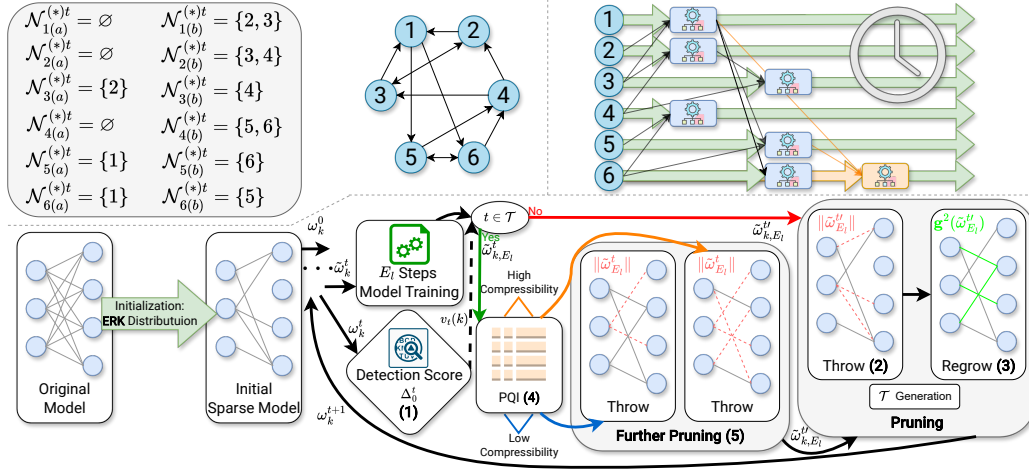 𝒩_{1(a)}^{(*)t} = ∅ 𝒩_{1(b)}^{(*)t} = {2, 3}
𝒩_{2(a)}^{(*)t} = ∅ 𝒩_{2(b)}^{(*)t} = {3, 4}
𝒩_{3(a)}^{(*)t} = {2} 𝒩_{3(b)}^{(*)t} = {4}
𝒩_{4(a)}^{(*)t} = ∅ 𝒩_{4(b)}^{(*)t} = {5, 6}
𝒩_{5(a)}^{(*)t} = {1} 𝒩_{5(b)}^{(*)t} = {6}
𝒩_{6(a)}^{(*)t} = {1} 𝒩_{6(b)}^{(*)t} = {5}
1 2
3 4
5 6
1
2
3
4
5
6
Original
Model
Initialization:
ERK Distributuion
Initial
Sparse Model
ω_k^0
ω̃_k^t
ω_k^t
ω_k^{t+1}
E_l Steps
Model Training
Detection Score
Δ_0^t
(1)
v_t(k)
t ∈ 𝒯
No
Yes
ω̃_{k,E_l}^t
High
Compressibility
PQI (4)
Low
Compressibility
‖ω̃_{E_l}^t‖
Throw
‖ω̃_{E_l}^t‖
Throw
Further Pruning (5)
ω̃_{k,E_l}^{t′}
ω̃_{k,E_l}^{t′}
‖ω̃_{E_l}^{t′}‖
Throw (2)
g²(ω̃_{E_l}^{t′})
Regrow (3)
𝒯 Generation
Pruning